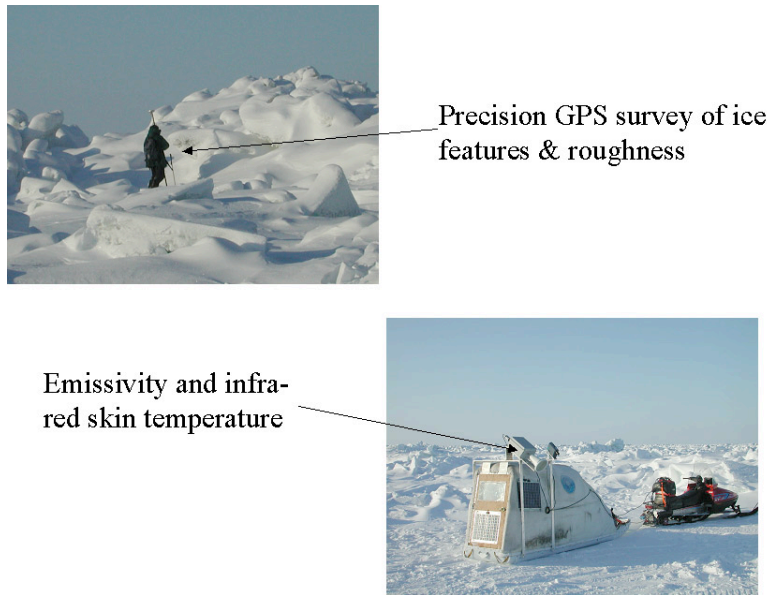 Precision GPS survey of ice
features & roughness
Emissivity and infra-
red skin temperature